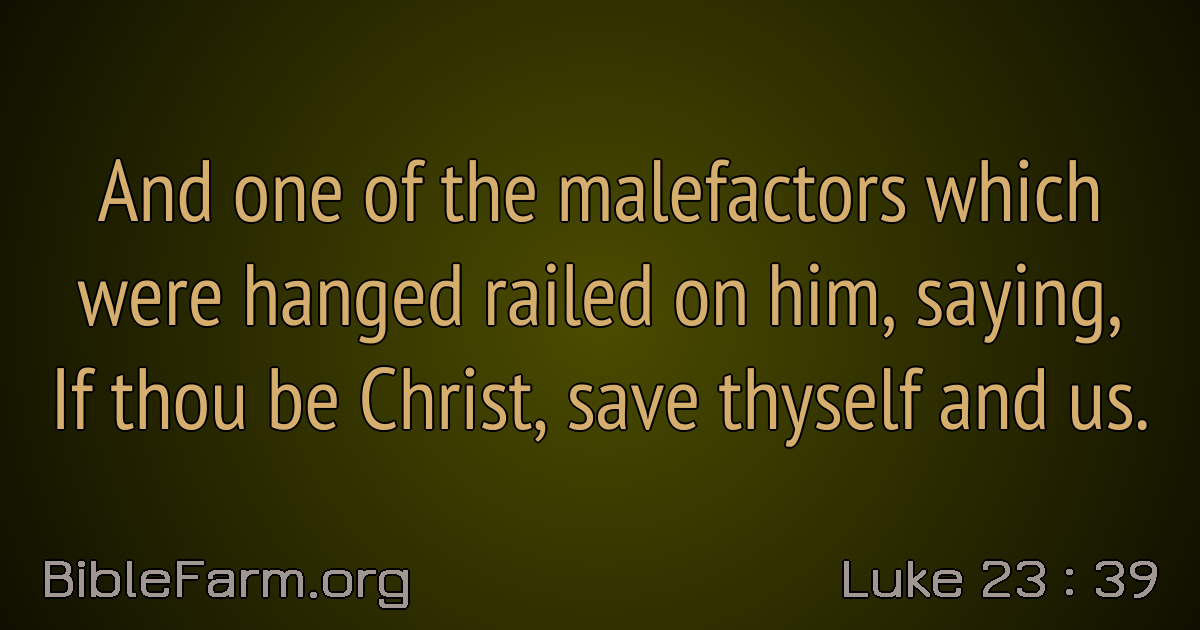 And one of the malefactors which
were hanged railed on him, saying,
If thou be Christ, save thyself and us.
BibleFarm.org
Luke 23 : 39